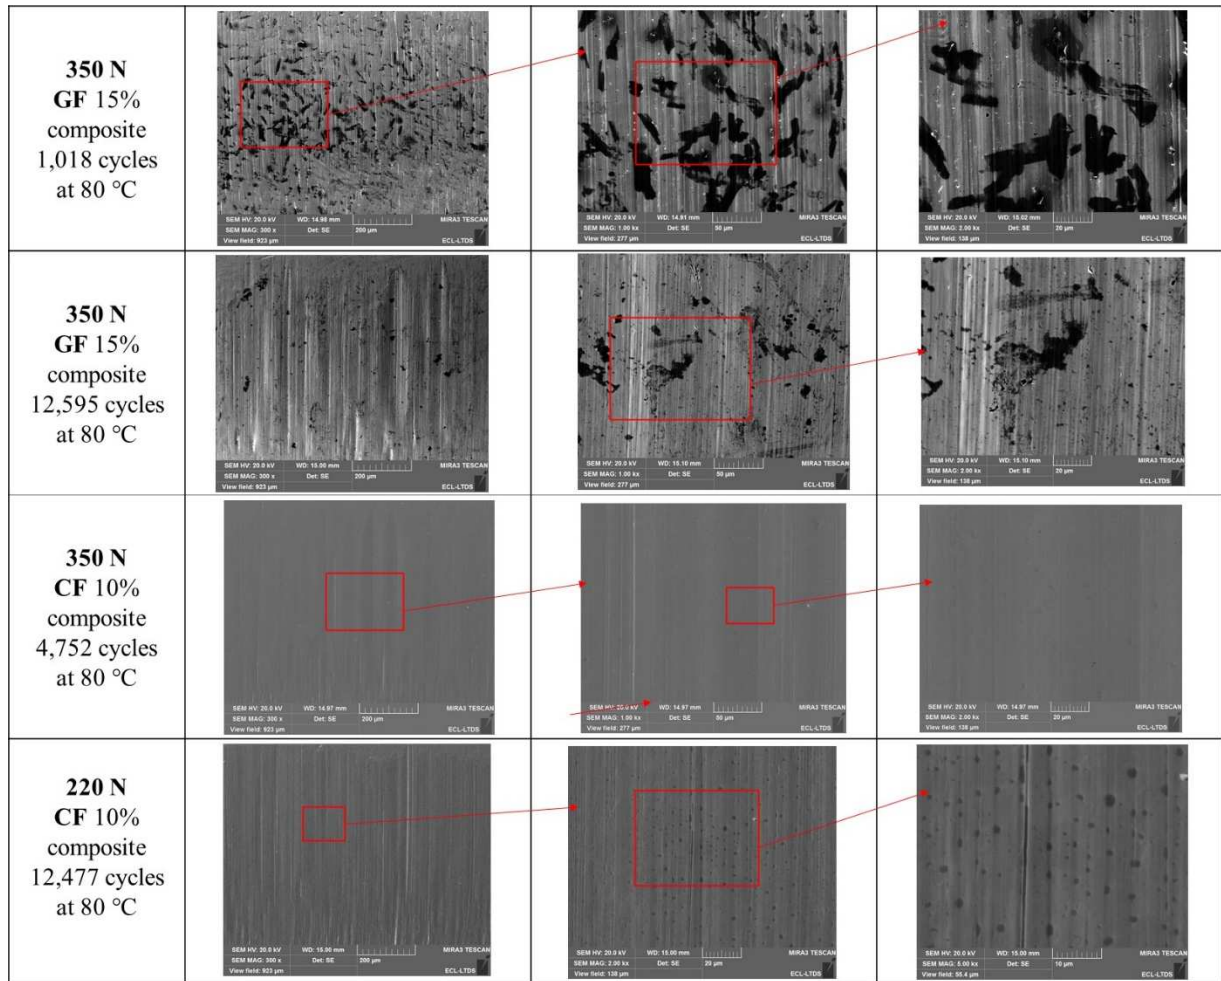 350 N
GF 15%
composite
1,018 cycles
at 80 °C
SEM HV: 20.0 kV WD: 14.98 mm MIRA3 TESCAN
SEM MAG: 300 x Det: SE 200 µm
View field: 923 µm ECL-LTDS
SEM HV: 20.0 kV WD: 14.91 mm MIRA3 TESCAN
SEM MAG: 1.00 kx Det: SE 50 µm
View field: 277 µm ECL-LTDS
SEM HV: 20.0 kV WD: 15.02 mm MIRA3 TESCAN
SEM MAG: 2.00 kx Det: SE 20 µm
View field: 138 µm ECL-LTDS
350 N
GF 15%
composite
12,595 cycles
at 80 °C
SEM HV: 20.0 kV WD: 15.00 mm MIRA3 TESCAN
SEM MAG: 300 x Det: SE 200 µm
View field: 923 µm ECL-LTDS
SEM HV: 20.0 kV WD: 15.10 mm MIRA3 TESCAN
SEM MAG: 1.00 kx Det: SE 50 µm
View field: 277 µm ECL-LTDS
SEM HV: 20.0 kV WD: 15.10 mm MIRA3 TESCAN
SEM MAG: 2.00 kx Det: SE 20 µm
View field: 138 µm ECL-LTDS
350 N
CF 10%
composite
4,752 cycles
at 80 °C
SEM HV: 20.0 kV WD: 14.97 mm MIRA3 TESCAN
SEM MAG: 300 x Det: SE 200 µm
View field: 923 µm ECL-LTDS
SEM HV: 20.0 kV WD: 14.97 mm MIRA3 TESCAN
SEM MAG: 1.00 kx Det: SE 50 µm
View field: 277 µm ECL-LTDS
SEM HV: 20.0 kV WD: 14.97 mm MIRA3 TESCAN
SEM MAG: 2.00 kx Det: SE 20 µm
View field: 138 µm ECL-LTDS
220 N
CF 10%
composite
12,477 cycles
at 80 °C
SEM HV: 20.0 kV WD: 15.00 mm MIRA3 TESCAN
SEM MAG: 300 x Det: SE 200 µm
View field: 923 µm ECL-LTDS
SEM HV: 20.0 kV WD: 15.00 mm MIRA3 TESCAN
SEM MAG: 2.00 kx Det: SE 20 µm
View field: 138 µm ECL-LTDS
SEM HV: 20.0 kV WD: 15.00 mm MIRA3 TESCAN
SEM MAG: 5.00 kx Det: SE 10 µm
View field: 55.4 µm ECL-LTDS